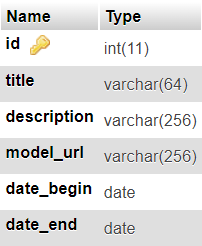 Name Type
id int(11)
title varchar(64)
description varchar(256)
model_url varchar(256)
date_begin date
date_end date